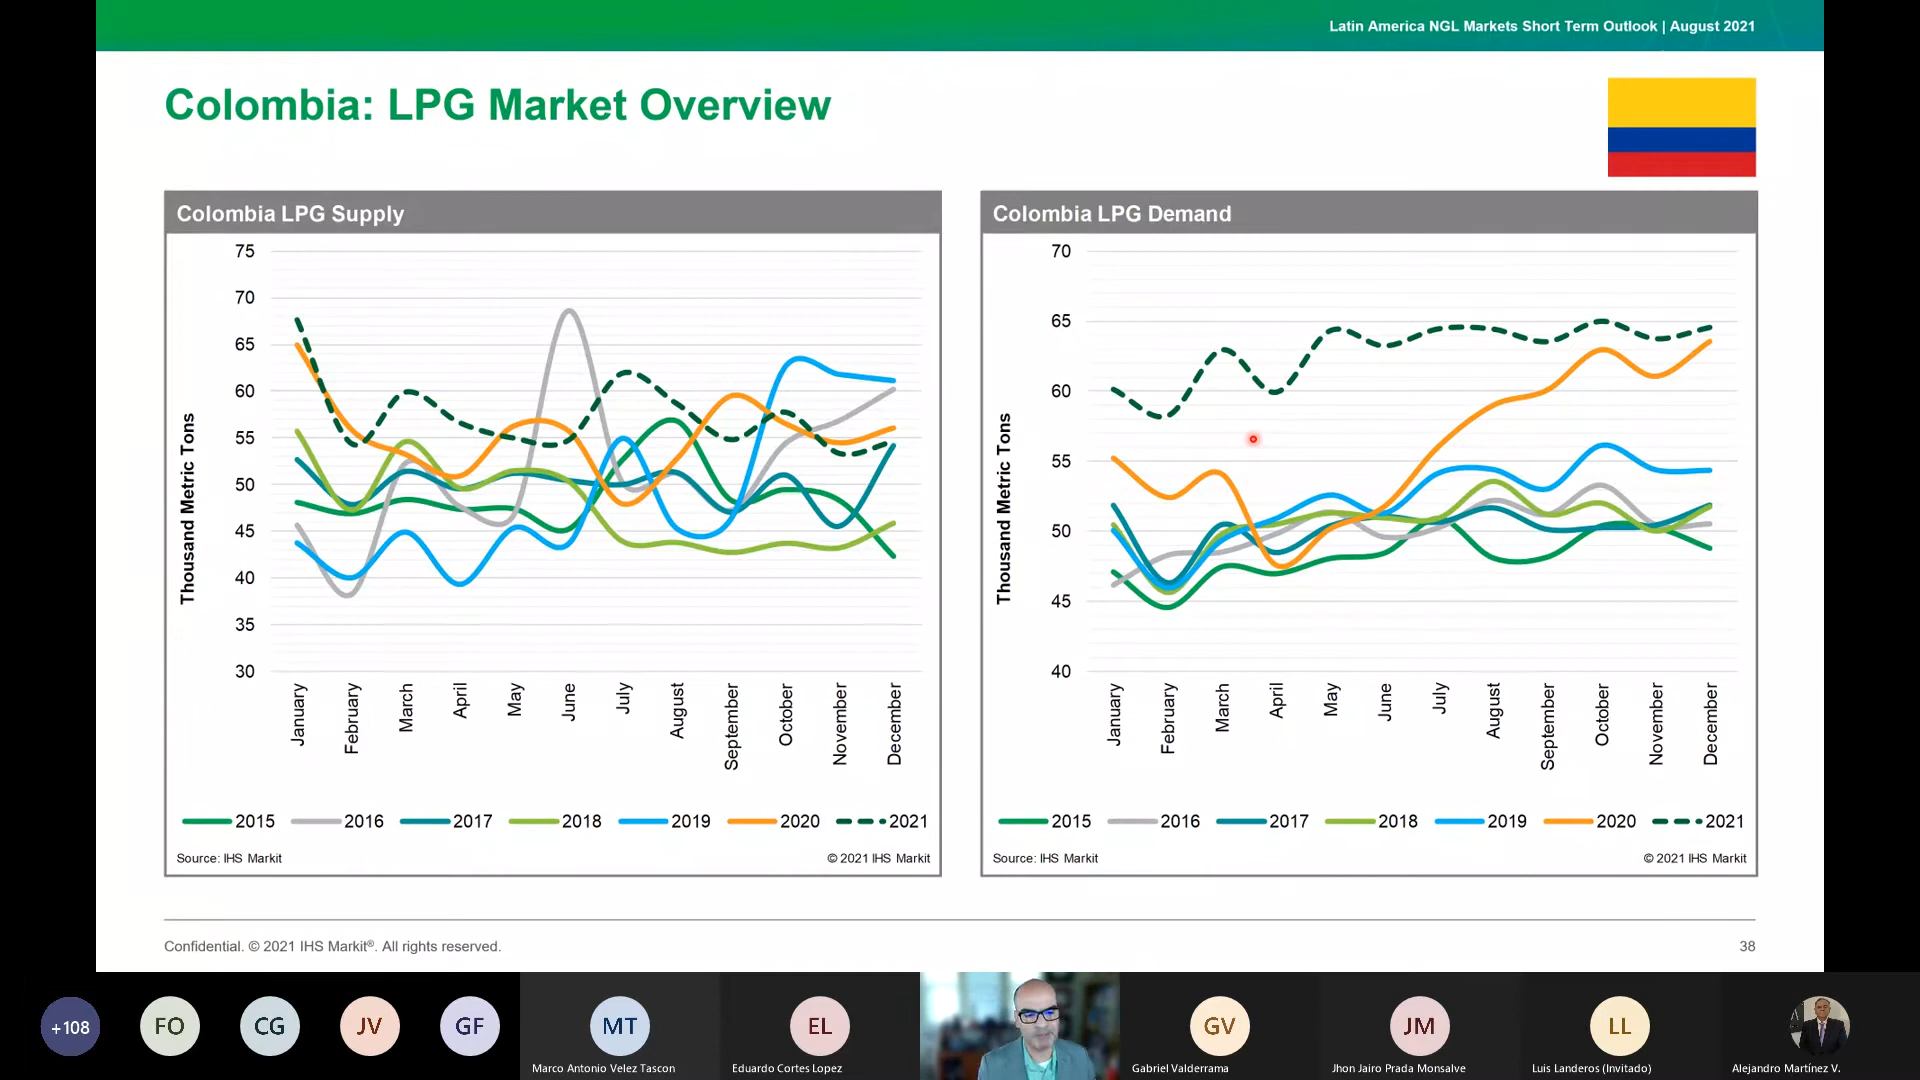 Latin America NGL Markets Short Term Outlook | August 2021
Colombia: LPG Market Overview
Colombia LPG Supply
Thousand Metric Tons
75
70
65
60
55
50
45
40
35
30
January
February
March
April
May
June
July
August
September
October
November
December
2015
2016
2017
2018
2019
2020
2021
Source: IHS Markit
© 2021 IHS Markit
Colombia LPG Demand
Thousand Metric Tons
70
65
60
55
50
45
40
January
February
March
April
May
June
July
August
September
October
November
December
2015
2016
2017
2018
2019
2020
2021
Source: IHS Markit
© 2021 IHS Markit
Confidential. © 2021 IHS Markit®. All rights reserved.
38
+108
FO
CG
JV
GF
MT
Marco Antonio Velez Tascon
EL
Eduardo Cortes Lopez
GV
Gabriel Valderrama
JM
Jhon Jairo Prada Monsalve
LL
Luis Landeros (Invitado)
Alejandro Martínez V.